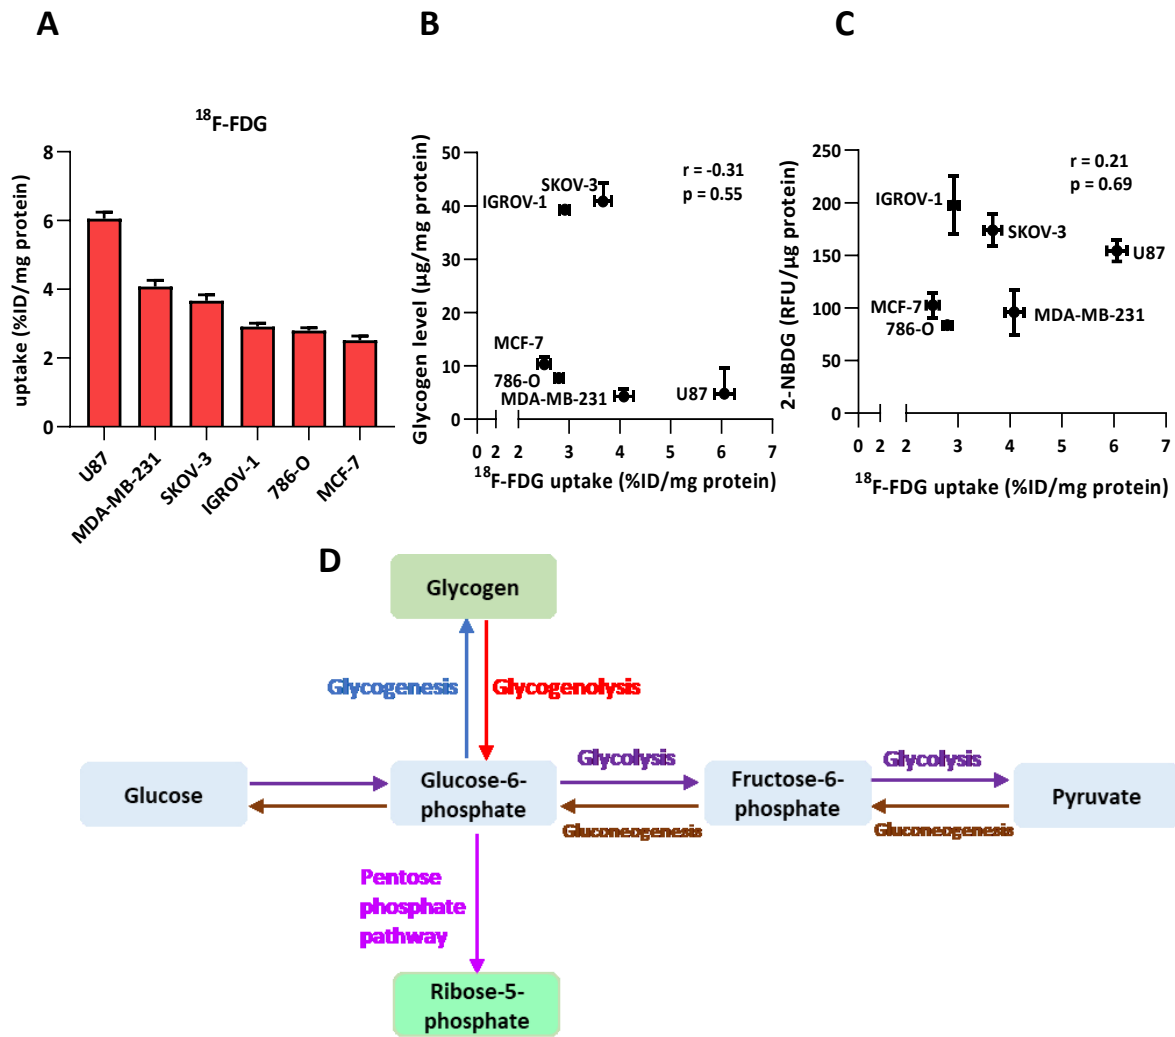 A
¹⁸F-FDG
uptake (%ID/mg protein)
8
6
4
2
0
U87
MDA-MB-231
SKOV-3
IGROV-1
786-O
MCF-7
B
Glycogen level (µg/mg protein)
50
40
30
20
10
0
r = -0.31
p = 0.55
SKOV-3
IGROV-1
MCF-7
786-O
MDA-MB-231
U87
0 2 2 3 4 5 6 7
¹⁸F-FDG uptake (%ID/mg protein)
C
2-NBDG (RFU/µg protein)
250
200
150
100
50
0
r = 0.21
p = 0.69
IGROV-1
SKOV-3
U87
MCF-7
786-O
MDA-MB-231
0 2 2 3 4 5 6 7
¹⁸F-FDG uptake (%ID/mg protein)
D
Glycogen
Glycogenesis
Glycogenolysis
Glucose
Glucose-6-
phosphate
Glycolysis
Gluconeogenesis
Fructose-6-
phosphate
Glycolysis
Gluconeogenesis
Pyruvate
Pentose
phosphate
pathway
Ribose-5-
phosphate